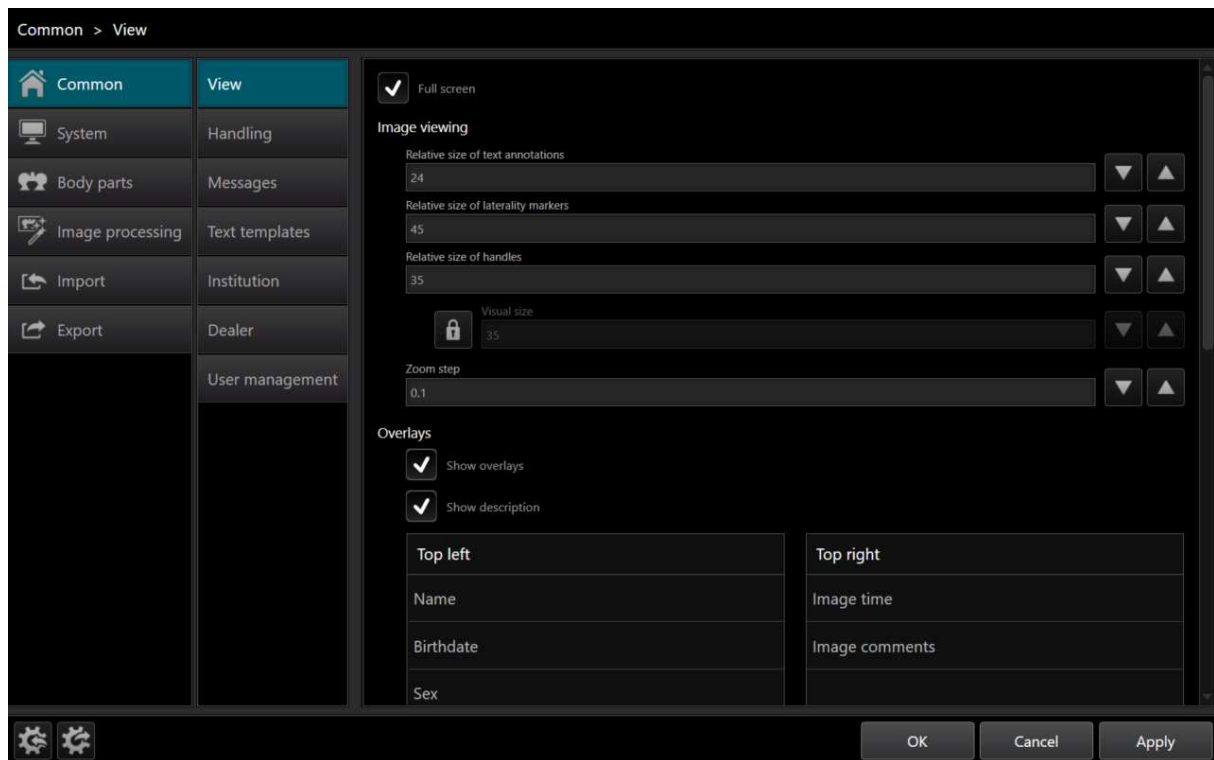 Common > View
Common
System
Body parts
Image processing
Import
Export
View
Handling
Messages
Text templates
Institution
Dealer
User management
Full screen
Image viewing
Relative size of text annotations
24
Relative size of laterality markers
45
Relative size of handles
35
Visual size
35
Zoom step
0.1
Overlays
Show overlays
Show description
Top left
Name
Birthdate
Sex
Top right
Image time
Image comments
OK
Cancel
Apply